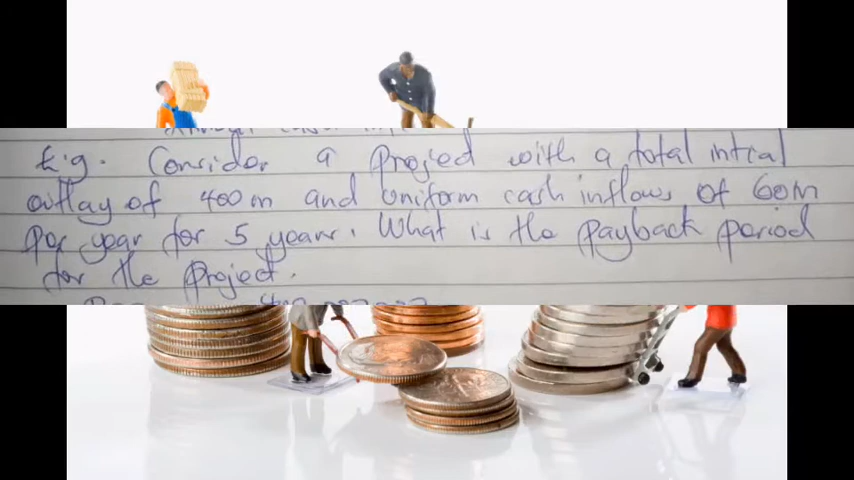 E.g. Consider a Project with a total intial
outlay of 400m and Uniform cash inflows of 60m
Per year for 5 years. What is the payback period
for the Project.